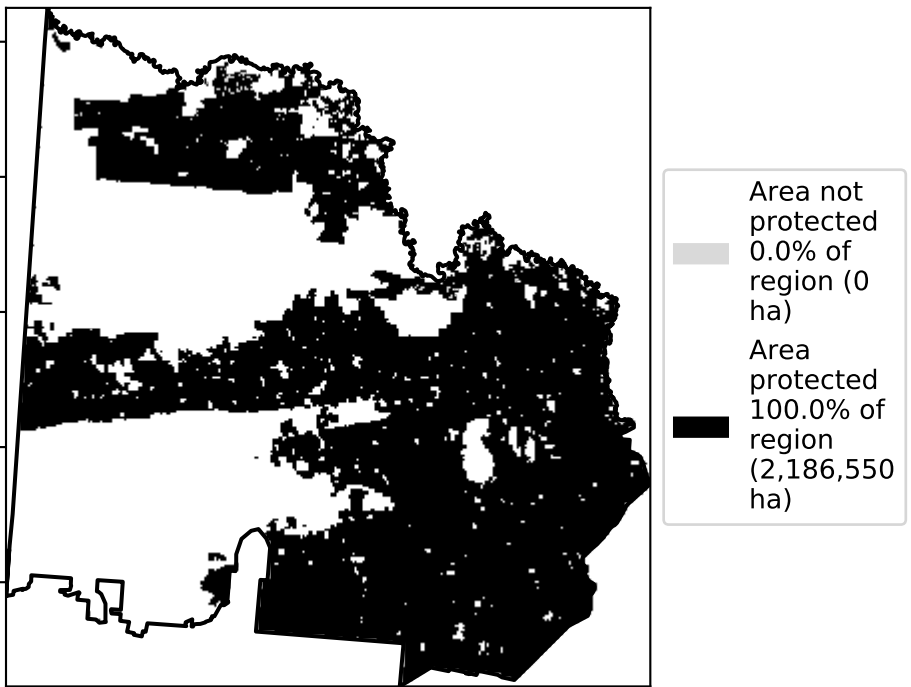 Area not
protected
0.0% of
region (0
ha)
Area
protected
100.0% of
region
(2,186,550
ha)